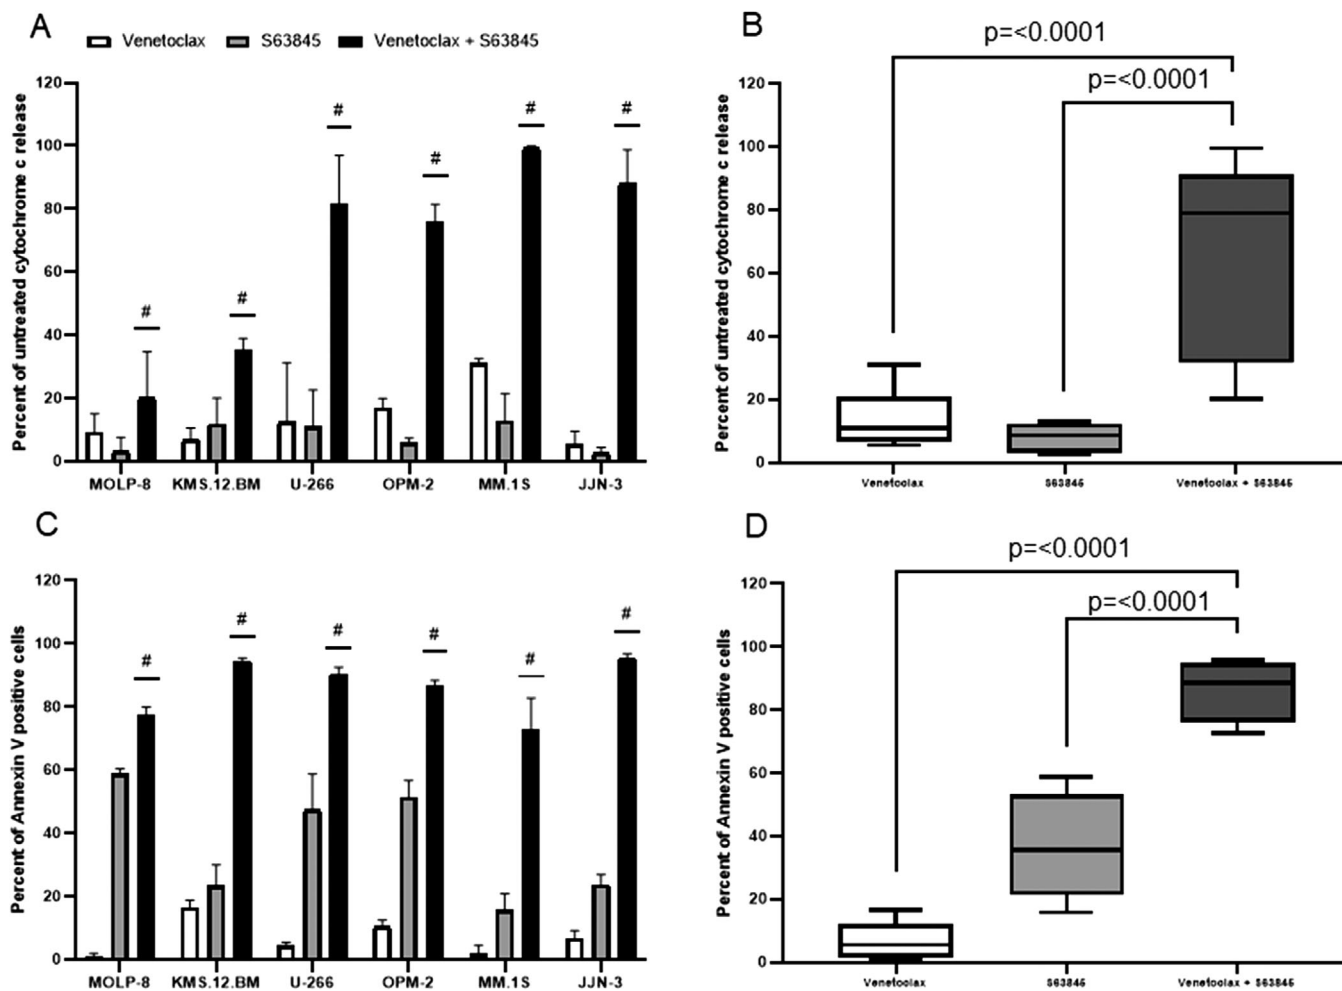 A
Venetoclax
S63845
Venetoclax + S63845
Percent of untreated cytochrome c release
120
100
80
60
40
20
0
# # # # # #
MOLP-8 KMS.12.BM U-266 OPM-2 MM.1S JJN-3
B
p=<0.0001
p=<0.0001
Percent of untreated cytochrome c release
120
100
80
60
40
20
0
Venetoclax S63845 Venetoclax + S63845
C
Percent of Annexin V positive cells
120
100
80
60
40
20
0
# # # # # #
MOLP-8 KMS.12.BM U-266 OPM-2 MM.1S JJN-3
D
p=<0.0001
p=<0.0001
Percent of Annexin V positive cells
120
100
80
60
40
20
0
Venetoclax S63845 Venetoclax + S63845